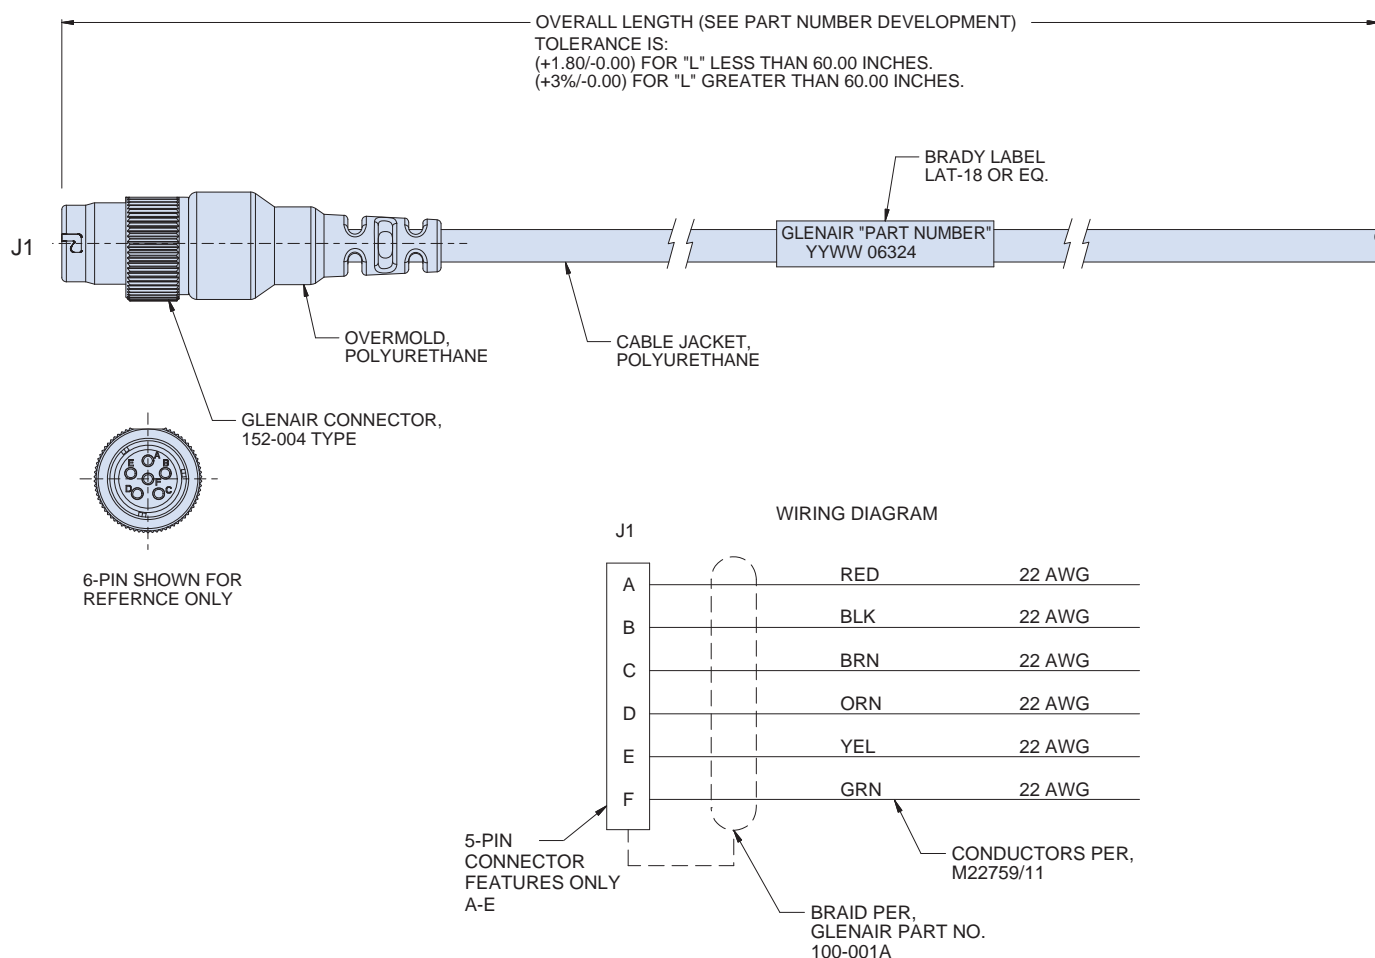 OVERALL LENGTH (SEE PART NUMBER DEVELOPMENT)
TOLERANCE IS:
(+1.80/-0.00) FOR "L" LESS THAN 60.00 INCHES.
(+3%/-0.00) FOR "L" GREATER THAN 60.00 INCHES.
BRADY LABEL
LAT-18 OR EQ.
J1
GLENAIR "PART NUMBER"
YYWW 06324
OVERMOLD,
POLYURETHANE
CABLE JACKET,
POLYURETHANE
GLENAIR CONNECTOR,
152-004 TYPE
A
E
B
F
D
C
6-PIN SHOWN FOR
REFERNCE ONLY
WIRING DIAGRAM
J1
A RED 22 AWG
B BLK 22 AWG
C BRN 22 AWG
D ORN 22 AWG
E YEL 22 AWG
F GRN 22 AWG
5-PIN
CONNECTOR
FEATURES ONLY
A-E
CONDUCTORS PER,
M22759/11
BRAID PER,
GLENAIR PART NO.
100-001A